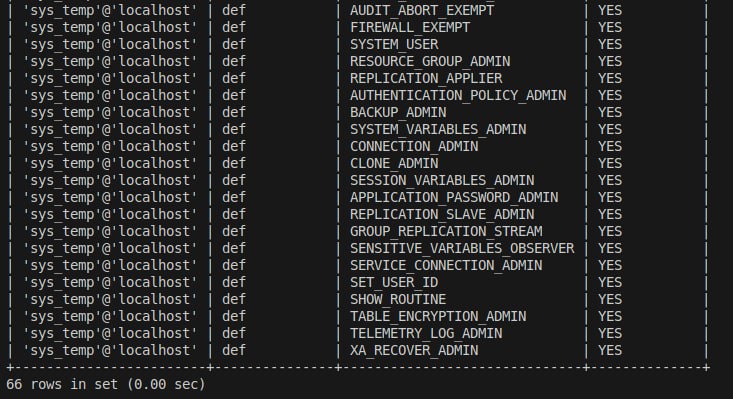 | 'sys_temp'@'localhost' | def | AUDIT_ABORT_EXEMPT | YES |
| 'sys_temp'@'localhost' | def | FIREWALL_EXEMPT | YES |
| 'sys_temp'@'localhost' | def | SYSTEM_USER | YES |
| 'sys_temp'@'localhost' | def | RESOURCE_GROUP_ADMIN | YES |
| 'sys_temp'@'localhost' | def | REPLICATION_APPLIER | YES |
| 'sys_temp'@'localhost' | def | AUTHENTICATION_POLICY_ADMIN | YES |
| 'sys_temp'@'localhost' | def | BACKUP_ADMIN | YES |
| 'sys_temp'@'localhost' | def | SYSTEM_VARIABLES_ADMIN | YES |
| 'sys_temp'@'localhost' | def | CONNECTION_ADMIN | YES |
| 'sys_temp'@'localhost' | def | CLONE_ADMIN | YES |
| 'sys_temp'@'localhost' | def | SESSION_VARIABLES_ADMIN | YES |
| 'sys_temp'@'localhost' | def | APPLICATION_PASSWORD_ADMIN | YES |
| 'sys_temp'@'localhost' | def | REPLICATION_SLAVE_ADMIN | YES |
| 'sys_temp'@'localhost' | def | GROUP_REPLICATION_STREAM | YES |
| 'sys_temp'@'localhost' | def | SENSITIVE_VARIABLES_OBSERVER | YES |
| 'sys_temp'@'localhost' | def | SERVICE_CONNECTION_ADMIN | YES |
| 'sys_temp'@'localhost' | def | SET_USER_ID | YES |
| 'sys_temp'@'localhost' | def | SHOW_ROUTINE | YES |
| 'sys_temp'@'localhost' | def | TABLE_ENCRYPTION_ADMIN | YES |
| 'sys_temp'@'localhost' | def | TELEMETRY_LOG_ADMIN | YES |
| 'sys_temp'@'localhost' | def | XA_RECOVER_ADMIN | YES |
+------------------------+---------------+------------------------------+--------------+
66 rows in set (0.00 sec)